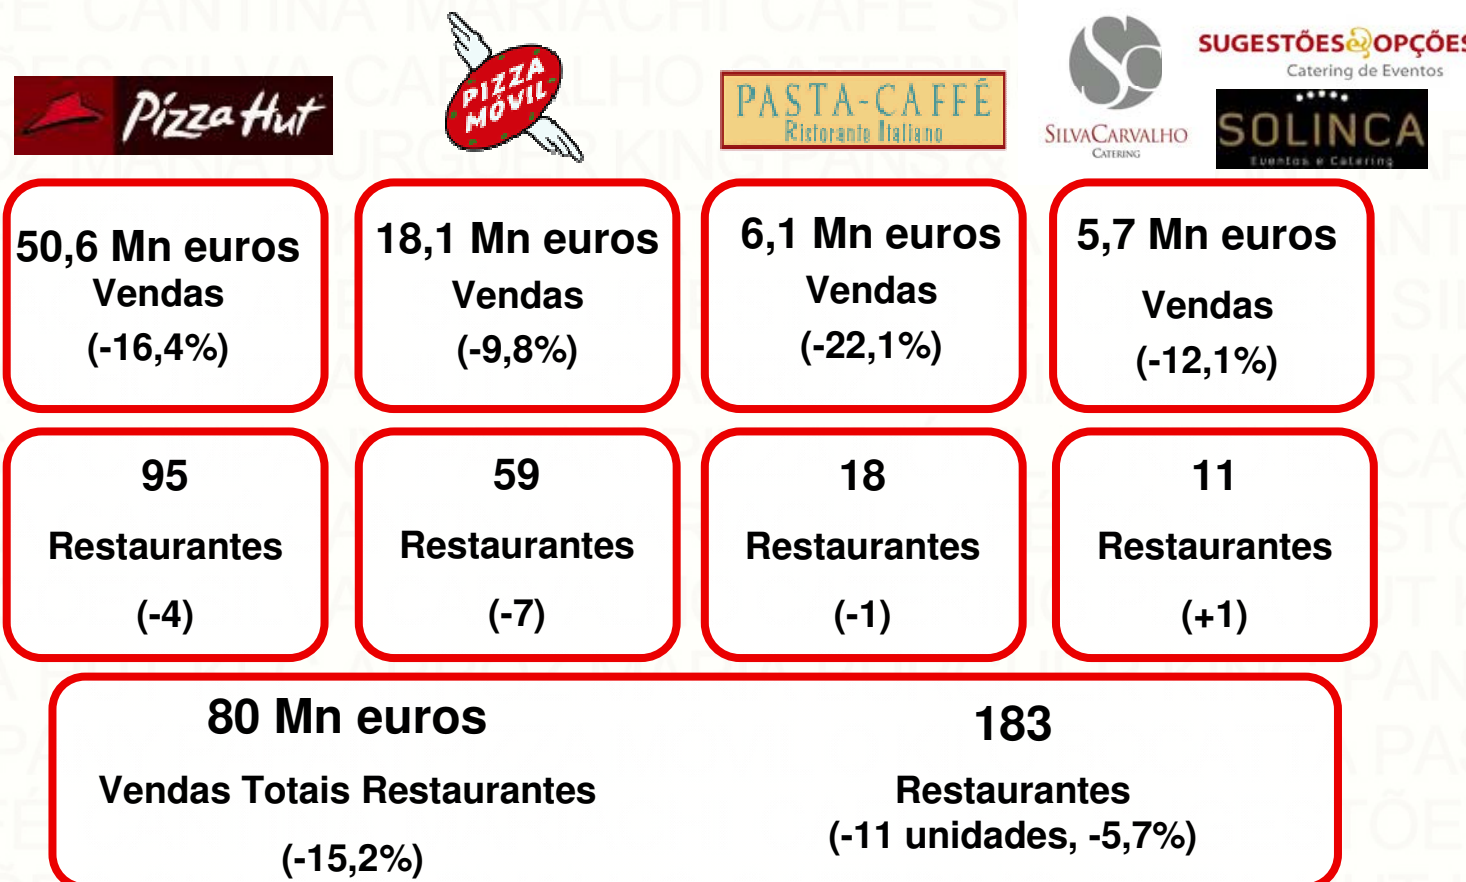 Pizza Hut
PIZZA
MÓVIL
PASTA-CAFFÉ
Ristorante Italiano
SILVACARVALHO
CATERING
SUGESTÕES&OPÇÕES
Catering de Eventos
SOLINCA
Eventos e Catering
50,6 Mn euros
Vendas
(-16,4%)
18,1 Mn euros
Vendas
(-9,8%)
6,1 Mn euros
Vendas
(-22,1%)
5,7 Mn euros
Vendas
(-12,1%)
95
Restaurantes
(-4)
59
Restaurantes
(-7)
18
Restaurantes
(-1)
11
Restaurantes
(+1)
80 Mn euros
Vendas Totais Restaurantes
(-15,2%)
183
Restaurantes
(-11 unidades, -5,7%)